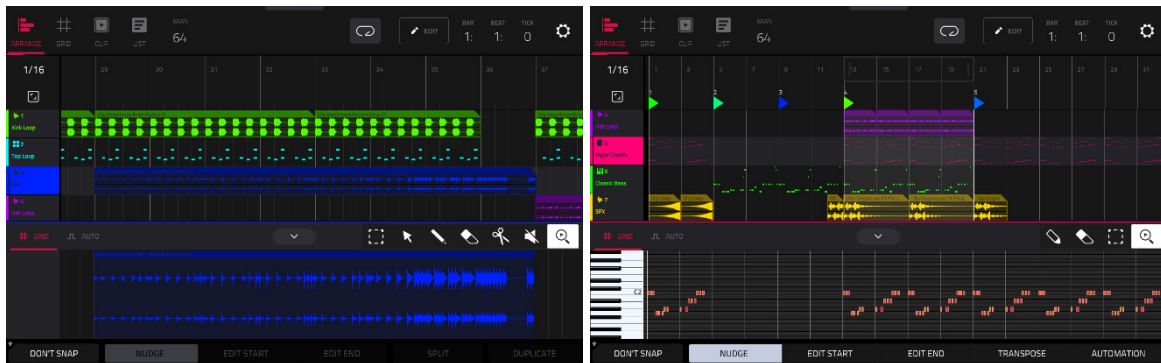 ARRANGE GRID CLIP LIST BARS 64 EDIT BAR 1: BEAT 1: TICK 0
1/16 29 30 31 32 33 34 35 36 37
1
Kick Loop
2
Top Loop
Hat Loop
GRID AUTO
DON'T SNAP NUDGE EDIT START EDIT END SPLIT DUPLICATE
ARRANGE GRID CLIP LIST BARS 64 EDIT BAR 1: BEAT 1: TICK 0
1/16 1 3 5 7 9 11 13 15 17 19 21 23 25 27 29 31
1 2 3 4 5
Hat Loop
Hype Chords
6
Classic Bass
7
SFX
GRID AUTO
C2
DON'T SNAP NUDGE EDIT START EDIT END TRANSPOSE AUTOMATION